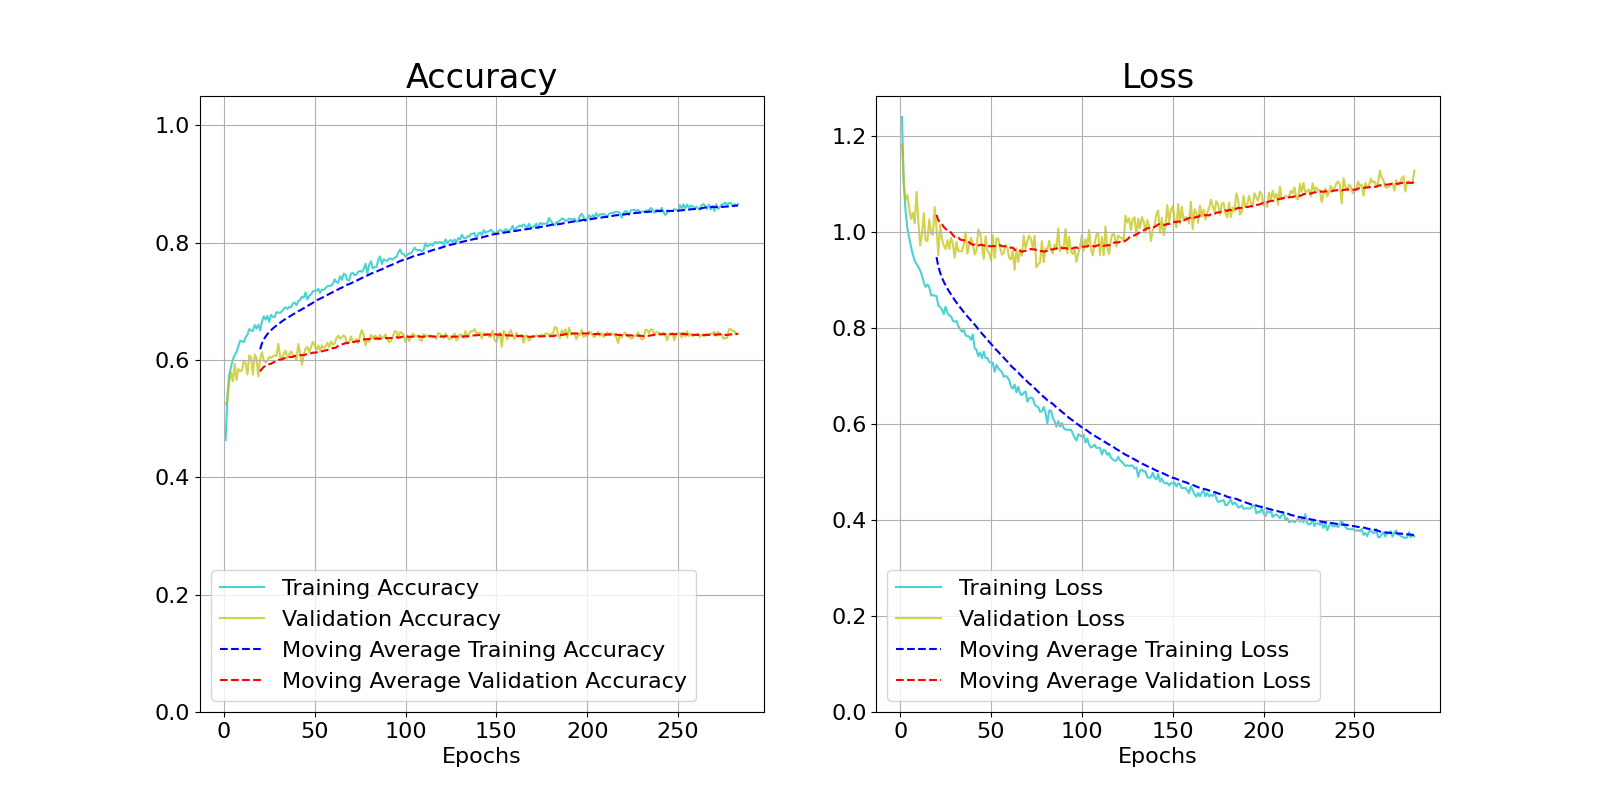 Accuracy
1.0
0.8
0.6
0.4
0.2
0.0
Training Accuracy
Validation Accuracy
Moving Average Training Accuracy
Moving Average Validation Accuracy
0 50 100 150 200 250
Epochs
Loss
1.2
1.0
0.8
0.6
0.4
0.2
0.0
Training Loss
Validation Loss
Moving Average Training Loss
Moving Average Validation Loss
0 50 100 150 200 250
Epochs